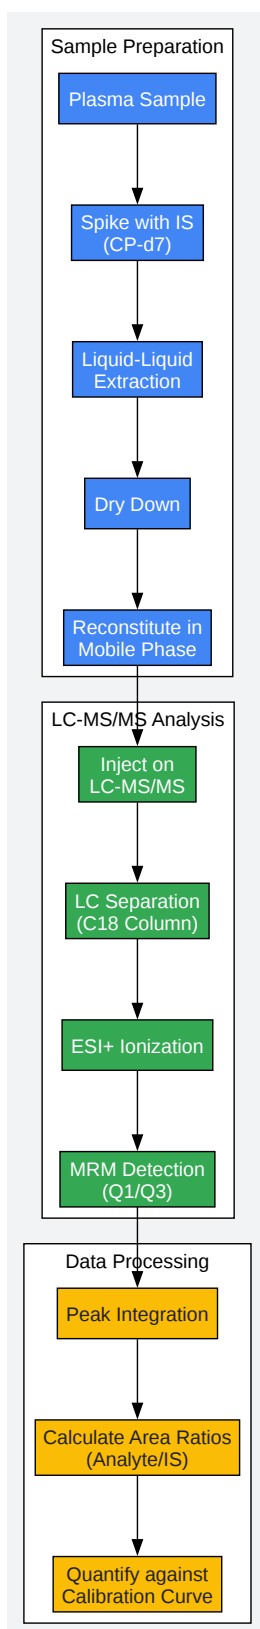 Sample Preparation
Plasma Sample
Spike with IS
(CP-d7)
Liquid-Liquid
Extraction
Dry Down
Reconstitute in
Mobile Phase
LC-MS/MS Analysis
Inject on
LC-MS/MS
LC Separation
(C18 Column)
ESI+ Ionization
MRM Detection
(Q1/Q3)
Data Processing
Peak Integration
Calculate Area Ratios
(Analyte/IS)
Quantify against
Calibration Curve